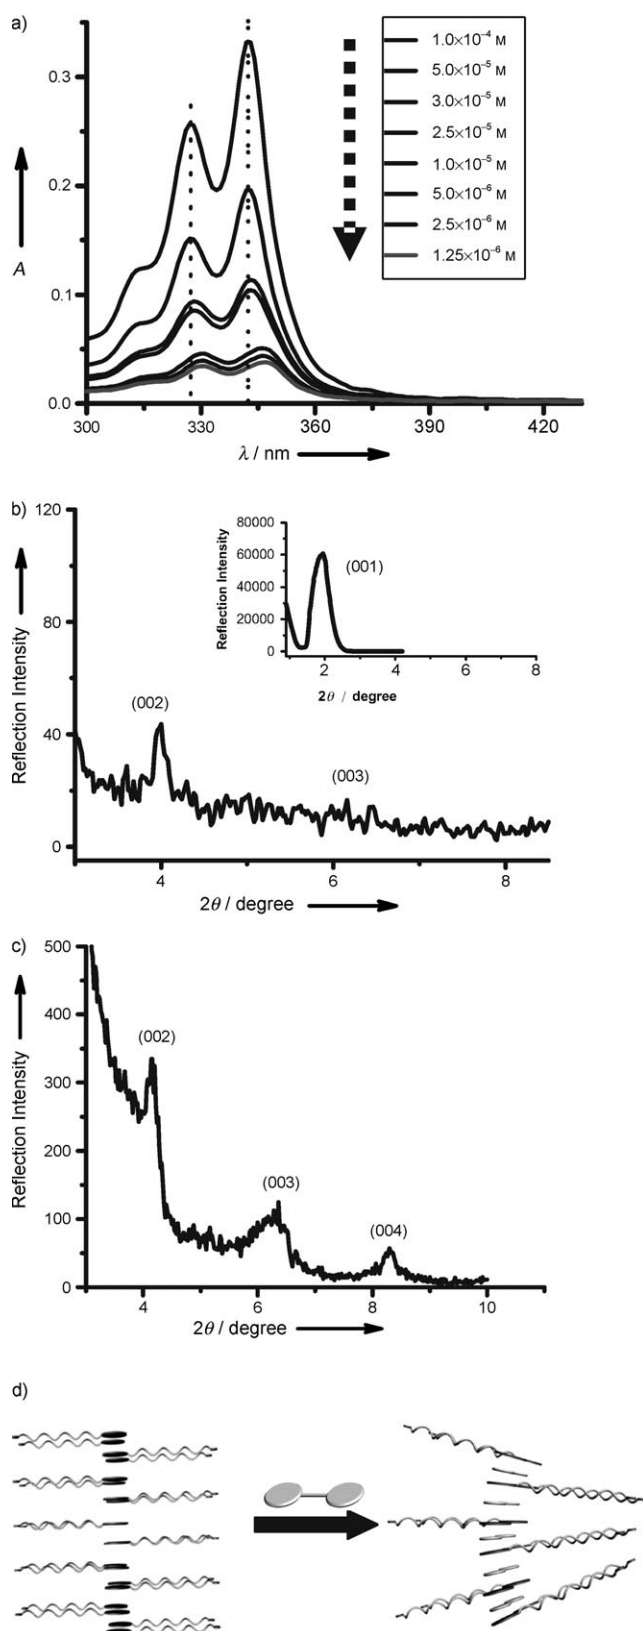 a)
0.3
0.2
0.1
0.0
A
1.0×10⁻⁴ M
5.0×10⁻⁵ M
3.0×10⁻⁵ M
2.5×10⁻⁵ M
1.0×10⁻⁵ M
5.0×10⁻⁶ M
2.5×10⁻⁶ M
1.25×10⁻⁶ M
300 330 360 390 420
λ / nm
b)
120
80
40
0
Reflection Intensity
(002)
(003)
4 6 8
2θ / degree
80000
60000
40000
20000
0
Reflection Intensity
(001)
2 4 6 8
2θ / degree
c)
500
400
300
200
100
0
Reflection Intensity
(002)
(003)
(004)
4 6 8 10
2θ / degree
d)